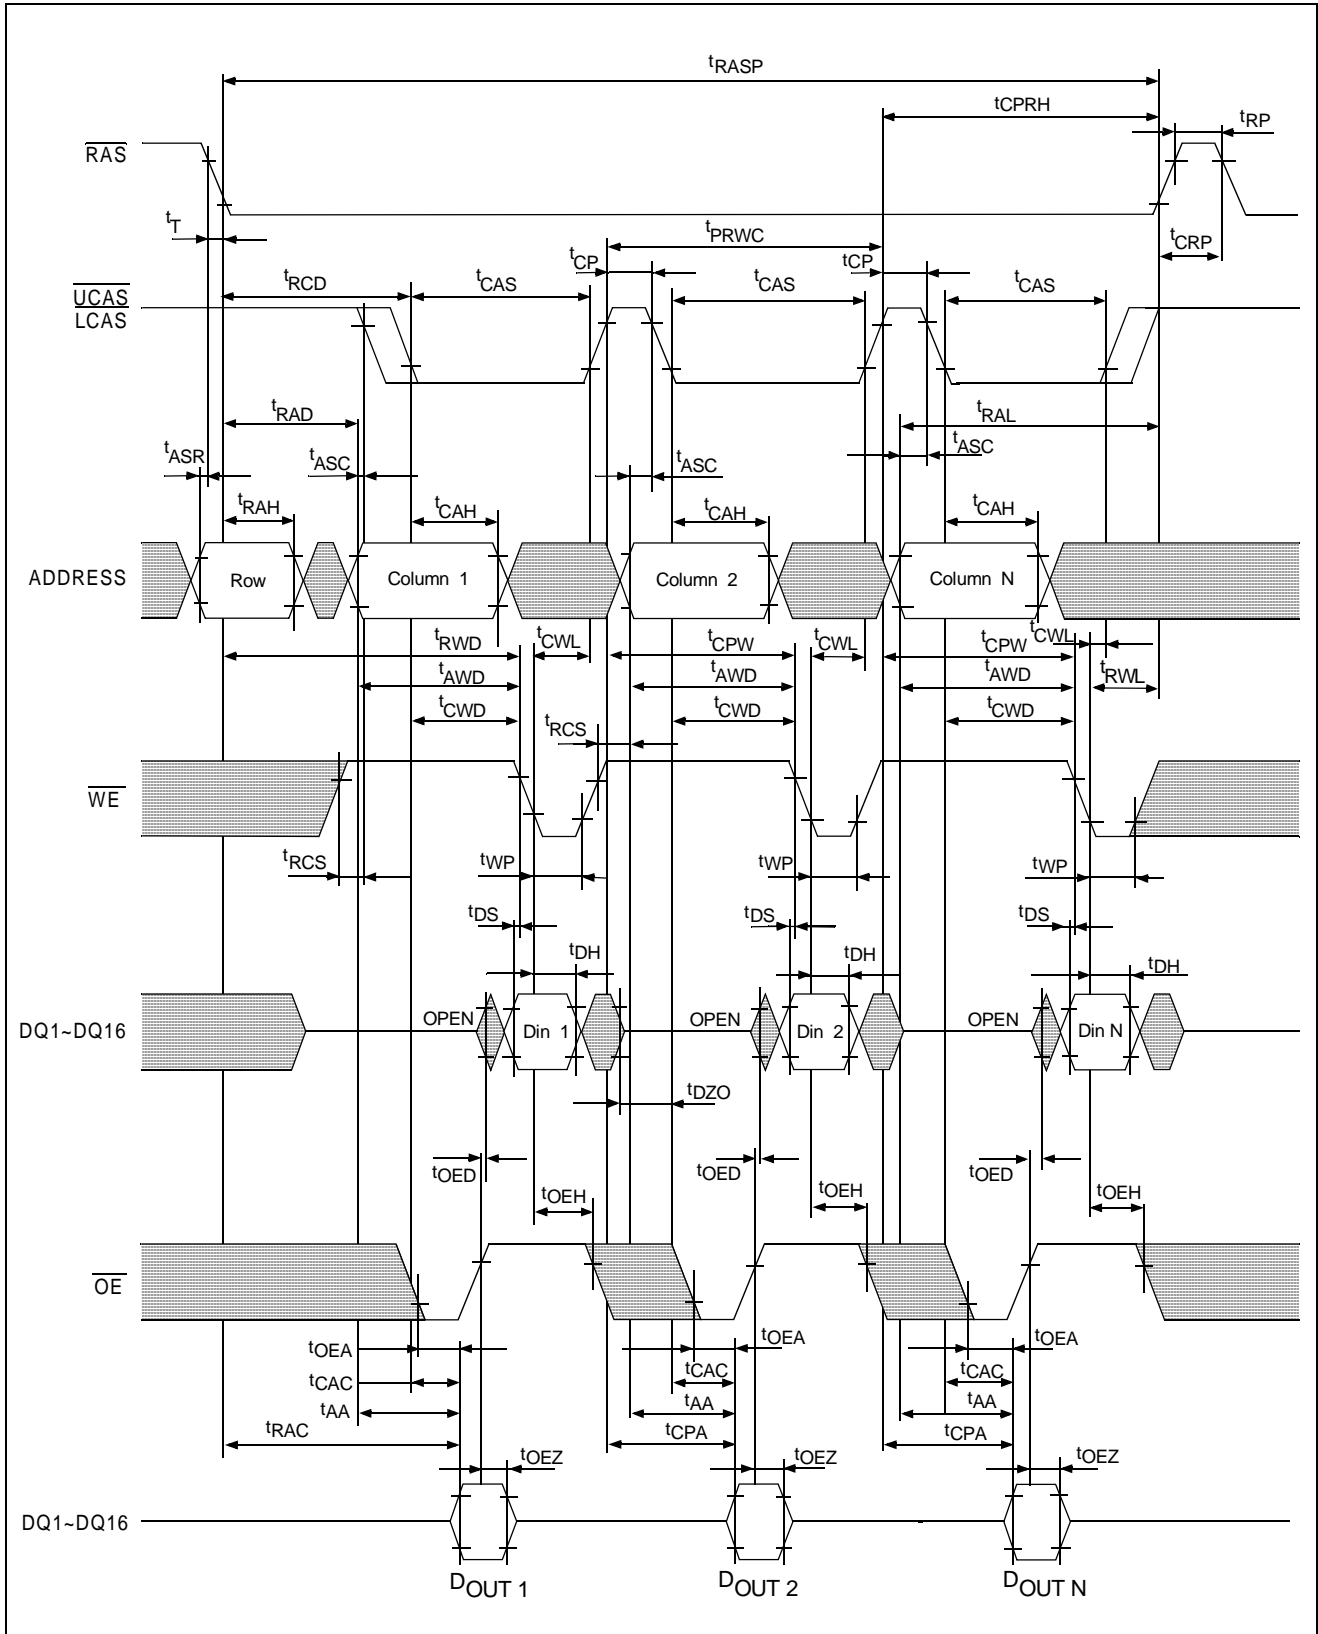 tRASP
tCPRH
tRP
RAS
tT
tPRWC
tCRP
tCP
tCP
tRCD
tCAS
tCAS
tCAS
UCAS
LCAS
tRAD
tRAL
tASR
tASC
tASC
tASC
tRAH
tCAH
tCAH
tCAH
ADDRESS
Row
Column 1
Column 2
Column N
tRWD
tCWL
tCPW
tCWL
tCPW
tCWL
tAWD
tAWD
tAWD
tRWL
tCWD
tCWD
tCWD
tRCS
WE
tRCS
tWP
tWP
tWP
tDS
tDS
tDS
tDH
tDH
tDH
DQ1~DQ16
OPEN
Din 1
OPEN
Din 2
OPEN
Din N
tDZO
tOED
tOED
tOED
tOEH
tOEH
tOEH
OE
tOEA
tOEA
tOEA
tCAC
tCAC
tCAC
tAA
tAA
tAA
tRAC
tCPA
tCPA
tOEZ
tOEZ
tOEZ
DQ1~DQ16
DOUT 1
DOUT 2
DOUT N